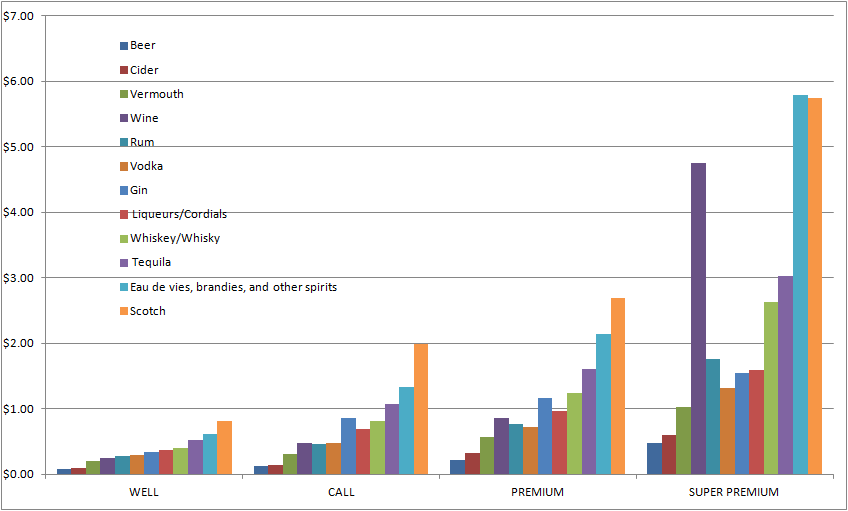 $7.00
$6.00
$5.00
$4.00
$3.00
$2.00
$1.00
$0.00
Beer
Cider
Vermouth
Wine
Rum
Vodka
Gin
Liqueurs/Cordials
Whiskey/Whisky
Tequila
Eau de vies, brandies, and other spirits
Scotch
WELL CALL PREMIUM SUPER PREMIUM